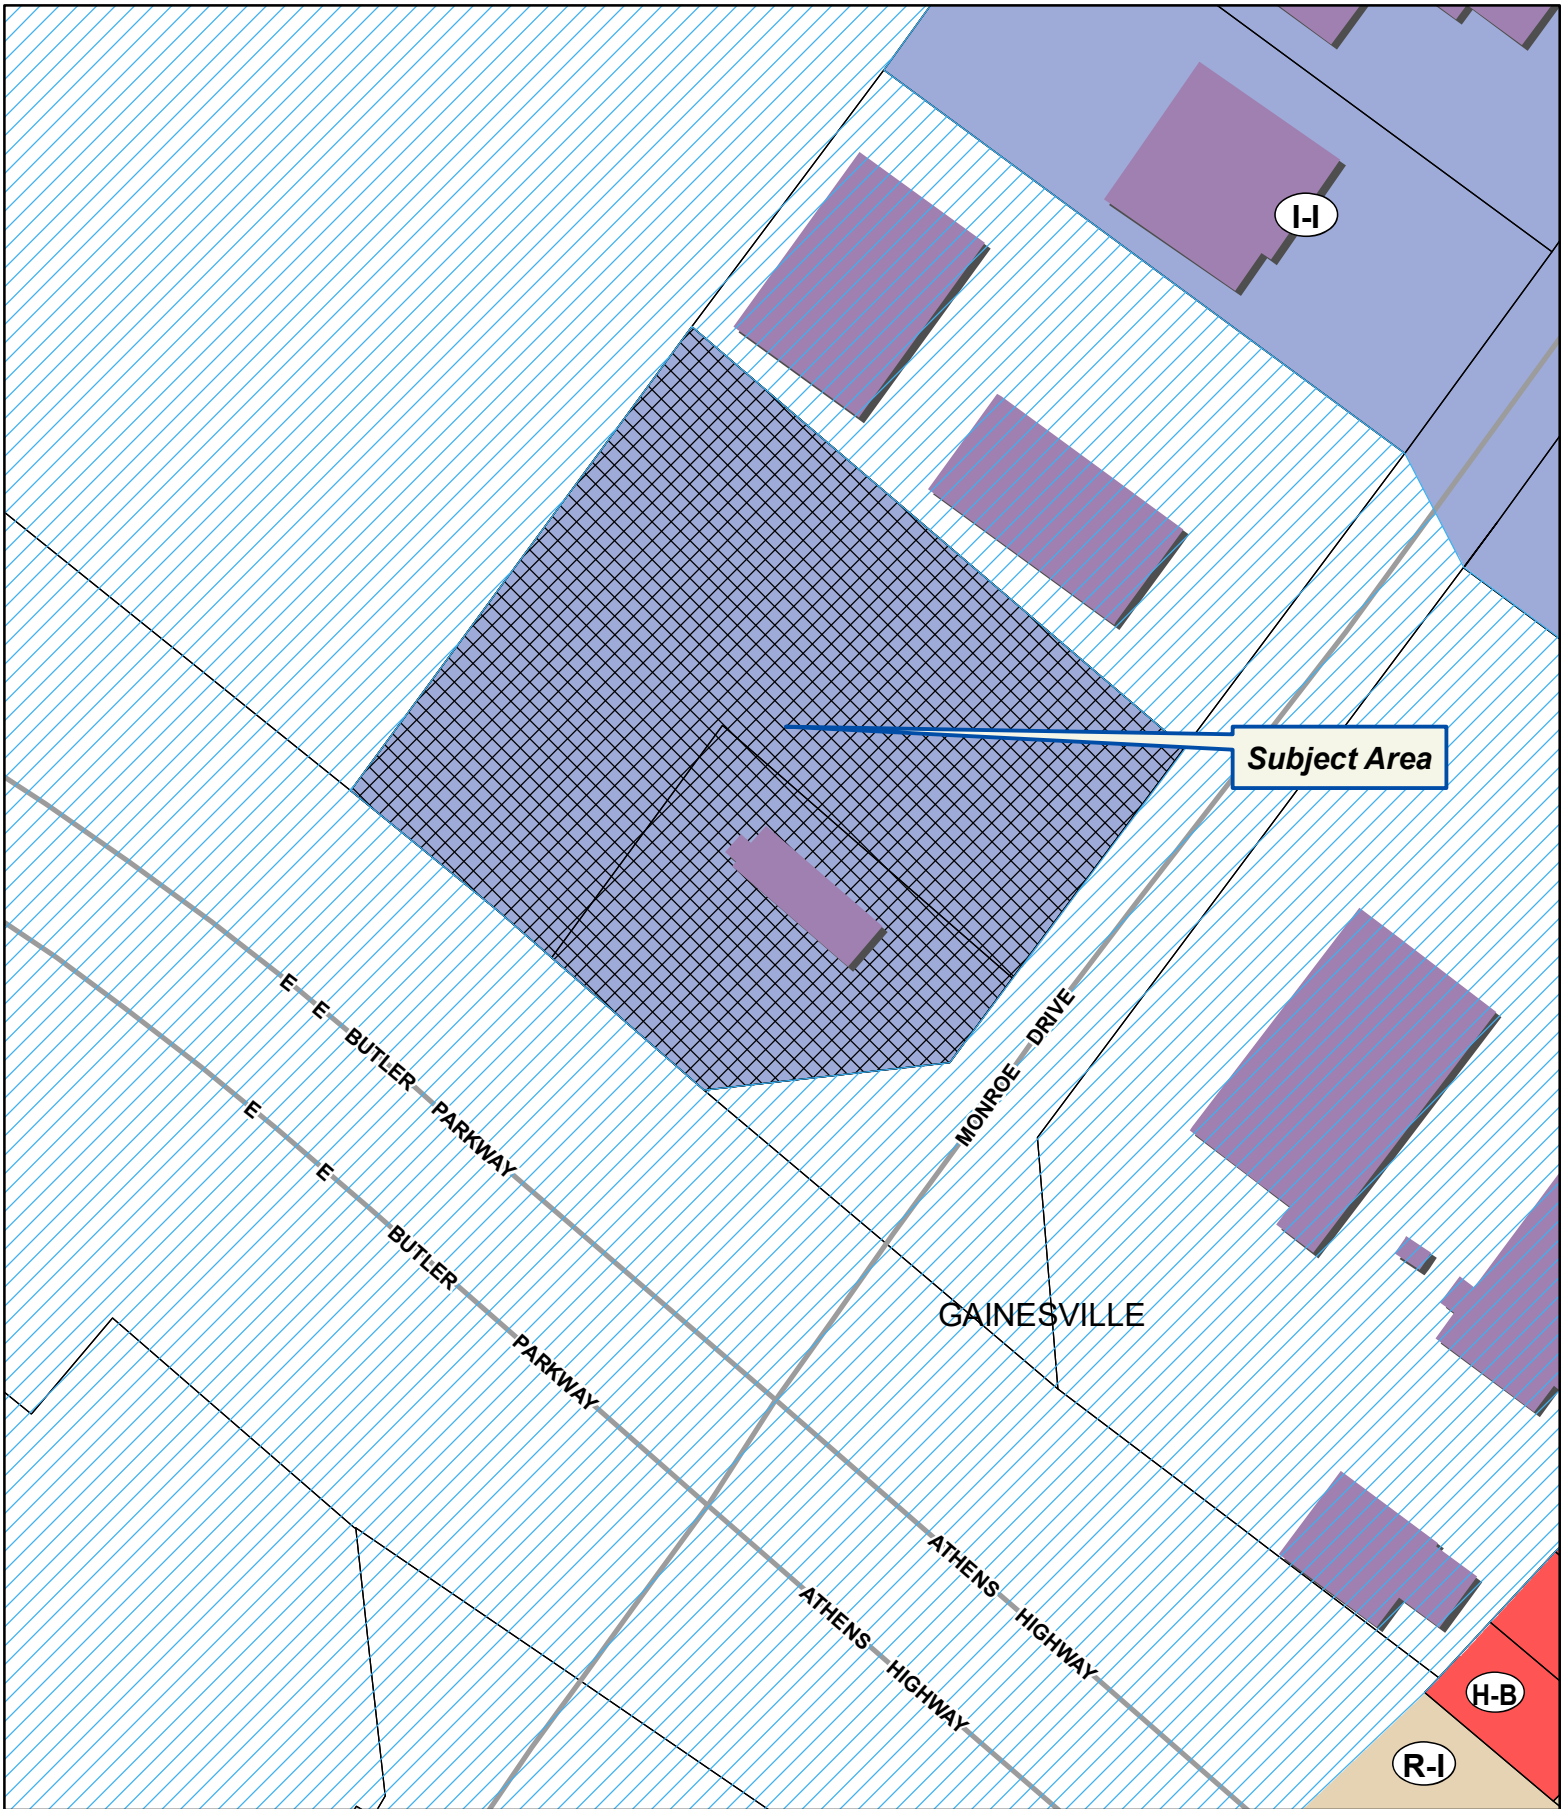 I-I
Subject Area
E E BUTLER PARKWAY
MONROE DRIVE
E E BUTLER PARKWAY
GAINESVILLE
ATHENS HIGHWAY
ATHENS HIGHWAY
H-B
R-I